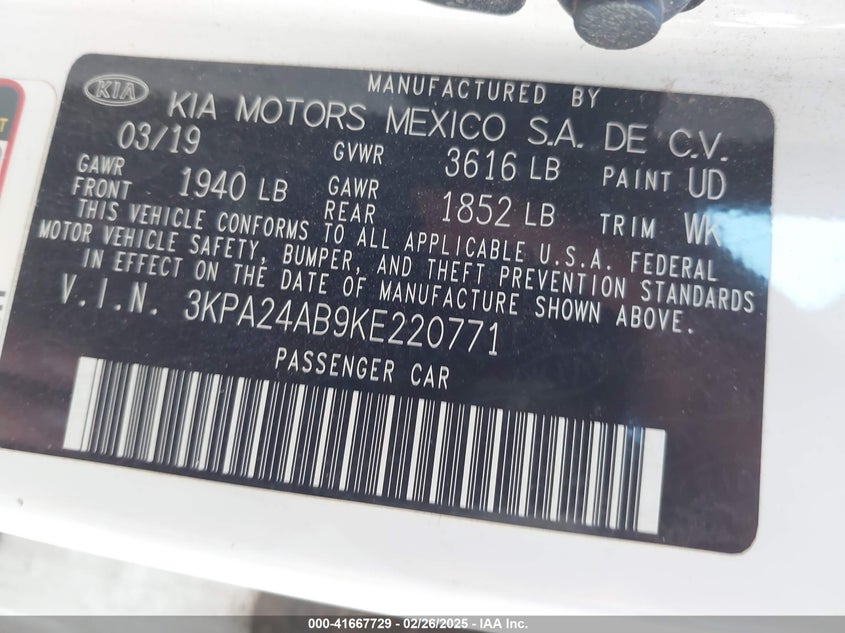 MANUFACTURED BY
KIA
KIA MOTORS MEXICO S.A. DE C.V.
03/19 GVWR 3616 LB PAINT UD
GAWR FRONT 1940 LB GAWR REAR 1852 LB TRIM WK
THIS VEHICLE CONFORMS TO ALL APPLICABLE U.S.A. FEDERAL
MOTOR VEHICLE SAFETY, BUMPER, AND THEFT PREVENTION STANDARDS
IN EFFECT ON THE DATE OF MANUFACTURE SHOWN ABOVE.
V.I.N. 3KPA24AB9KE220771
PASSENGER CAR
000-41667729 - 02/26/2025 - IAA Inc.